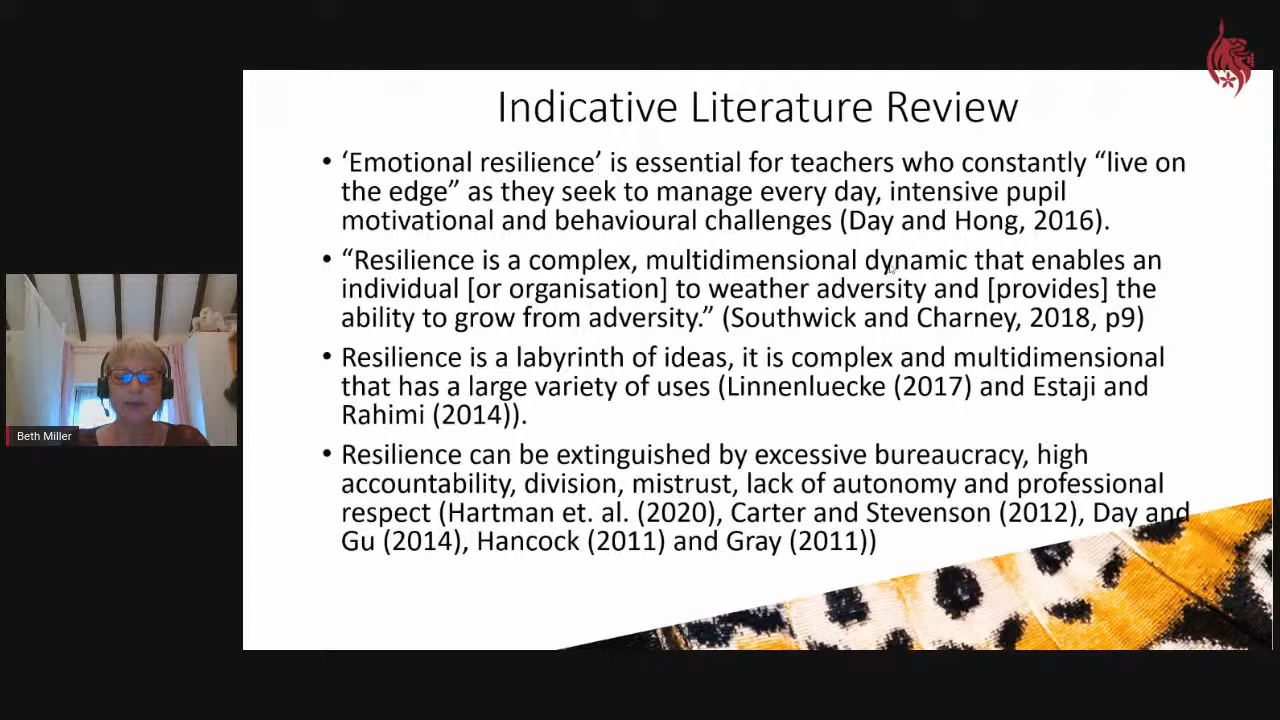 Indicative Literature Review
• ‘Emotional resilience’ is essential for teachers who constantly “live on
the edge” as they seek to manage every day, intensive pupil
motivational and behavioural challenges (Day and Hong, 2016).
• “Resilience is a complex, multidimensional dynamic that enables an
individual [or organisation] to weather adversity and [provides] the
ability to grow from adversity.” (Southwick and Charney, 2018, p9)
• Resilience is a labyrinth of ideas, it is complex and multidimensional
that has a large variety of uses (Linnenluecke (2017) and Estaji and
Rahimi (2014)).
• Resilience can be extinguished by excessive bureaucracy, high
accountability, division, mistrust, lack of autonomy and professional
respect (Hartman et. al. (2020), Carter and Stevenson (2012), Day and
Gu (2014), Hancock (2011) and Gray (2011))
Beth Miller